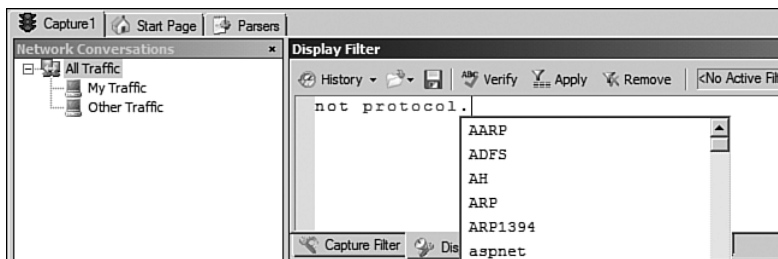 Capture1 Start Page Parsers
Network Conversations ×
All Traffic
My Traffic
Other Traffic
Display Filter
History Verify Apply Remove <No Active Filt
not protocol.
AARP
ADFS
AH
ARP
ARP1394
aspnet
Capture Filter Dis